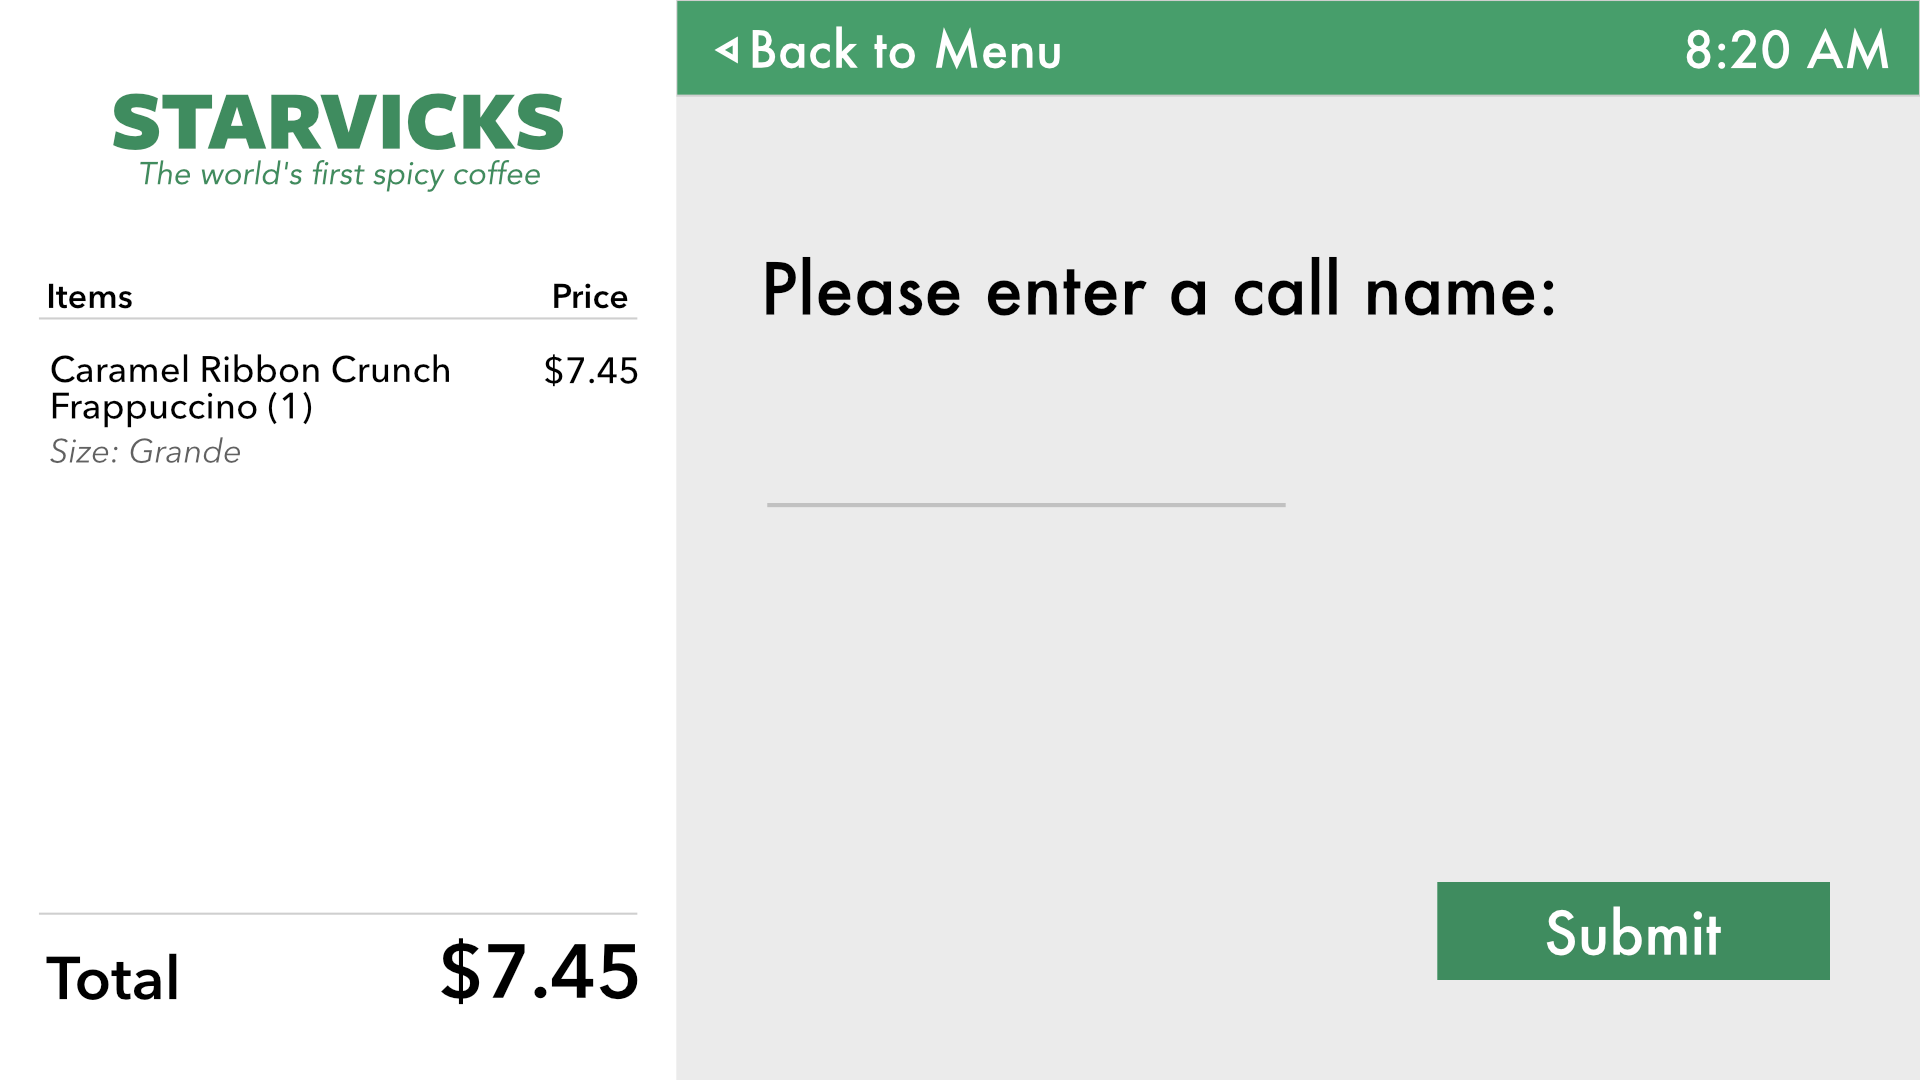 STARVICKS
The world's first spicy coffee
Items Price
Caramel Ribbon Crunch $7.45
Frappuccino (1)
Size: Grande
Total $7.45
Back to Menu 8:20 AM
Please enter a call name:
Submit